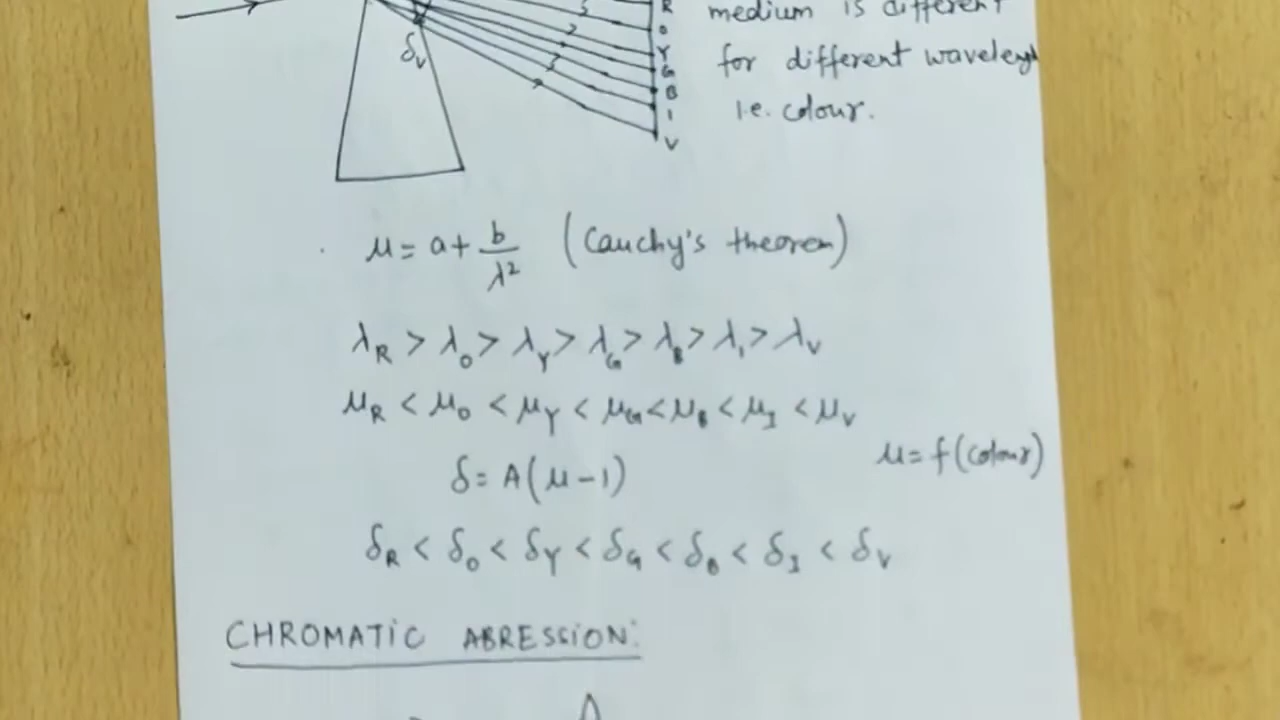 R
medium is different
O
for different waveleng
Y
G
B
I
V
i.e. colour.
δV
μ = a + b/λ² (Cauchy's theorem)
λR > λO > λY > λG > λB > λI > λV
μR < μO < μY < μG < μB < μI < μV
μ = f(colour)
δ = A(μ-1)
δR < δO < δY < δG < δB < δI < δV
CHROMATIC ABRESSION: